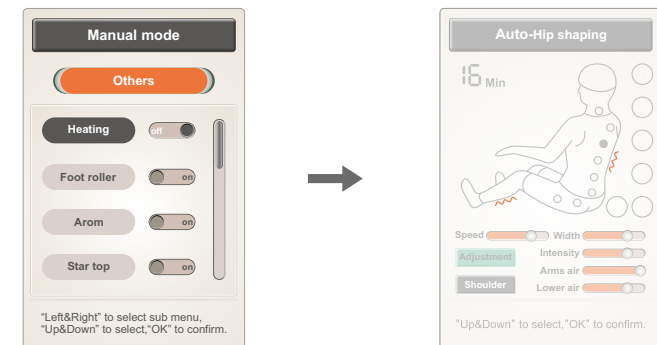 Manual mode
Others
Heating off
Foot roller on
Arom on
Star top on
"Left&Right" to select sub menu,
"Up&Down" to select,"OK" to confirm.
Auto-Hip shaping
16 Min
Speed Width
Adjustment Intensity
Arms air
Shoulder Lower air
"Up&Down" to select,"OK" to confirm.